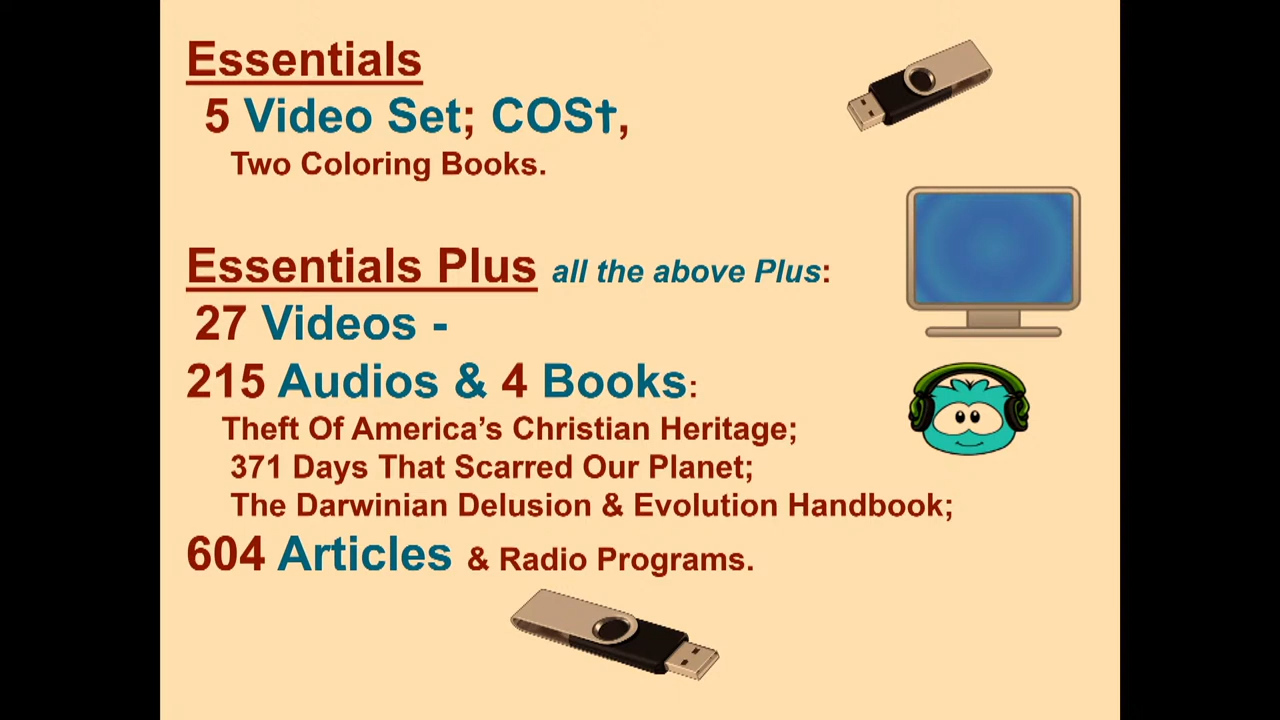 Essentials
5 Video Set; COS✝,
Two Coloring Books.
Essentials Plus all the above Plus:
27 Videos -
215 Audios & 4 Books:
Theft Of America’s Christian Heritage;
371 Days That Scarred Our Planet;
The Darwinian Delusion & Evolution Handbook;
604 Articles & Radio Programs.